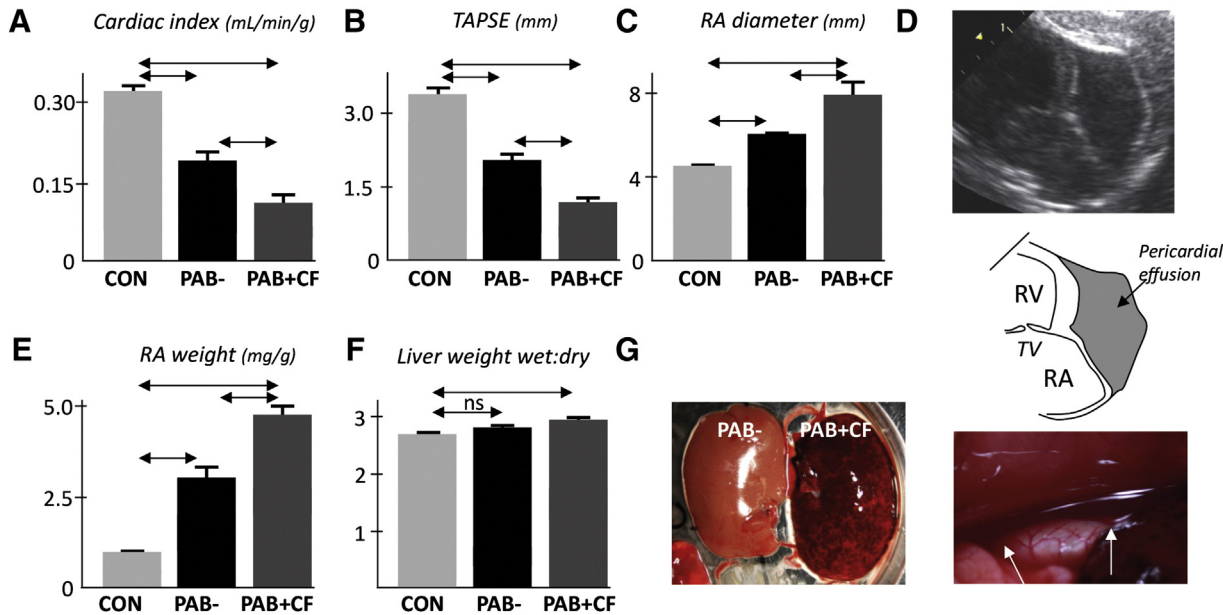 A
Cardiac index (mL/min/g)
0.30
0.15
0
CON PAB- PAB+CF
B
TAPSE (mm)
3.0
1.5
0
CON PAB- PAB+CF
C
RA diameter (mm)
8
4
0
CON PAB- PAB+CF
D
1
Pericardial
effusion
RV
TV
RA
E
RA weight (mg/g)
5.0
2.5
0
CON PAB- PAB+CF
F
Liver weight wet:dry
ns
3
2
1
CON PAB- PAB+CF
G
PAB- PAB+CF